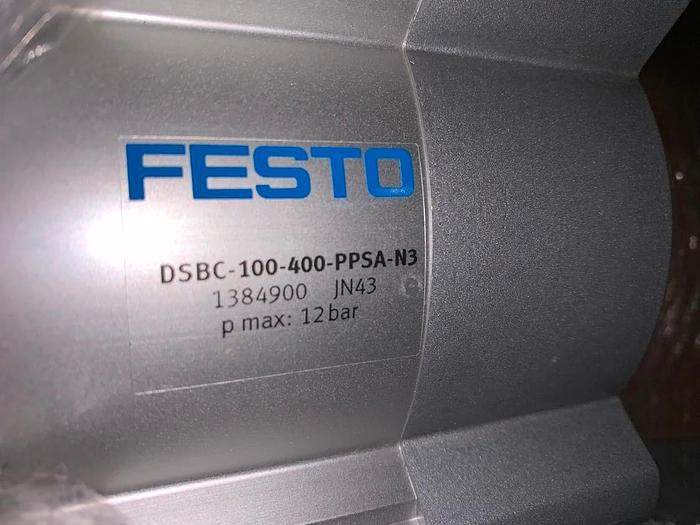 FESTO
DSBC-100-400-PPSA-N3
1384900 JN43
p max: 12 bar